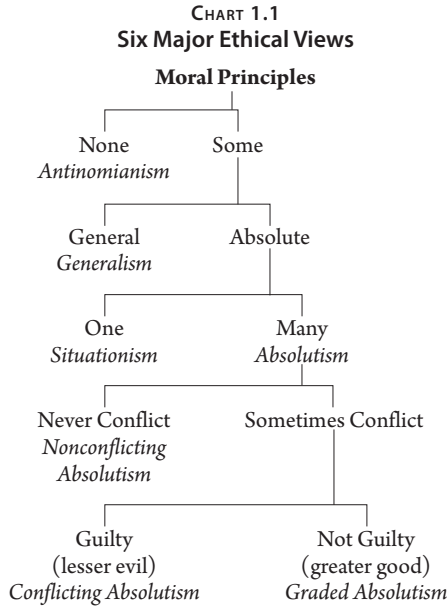 CHART 1.1
Six Major Ethical Views
Moral Principles
None Some
Antinomianism
General Absolute
Generalism
One Many
Situationism Absolutism
Never Conflict Sometimes Conflict
Nonconflicting
Absolutism
Guilty Not Guilty
(lesser evil) (greater good)
Conflicting Absolutism Graded Absolutism